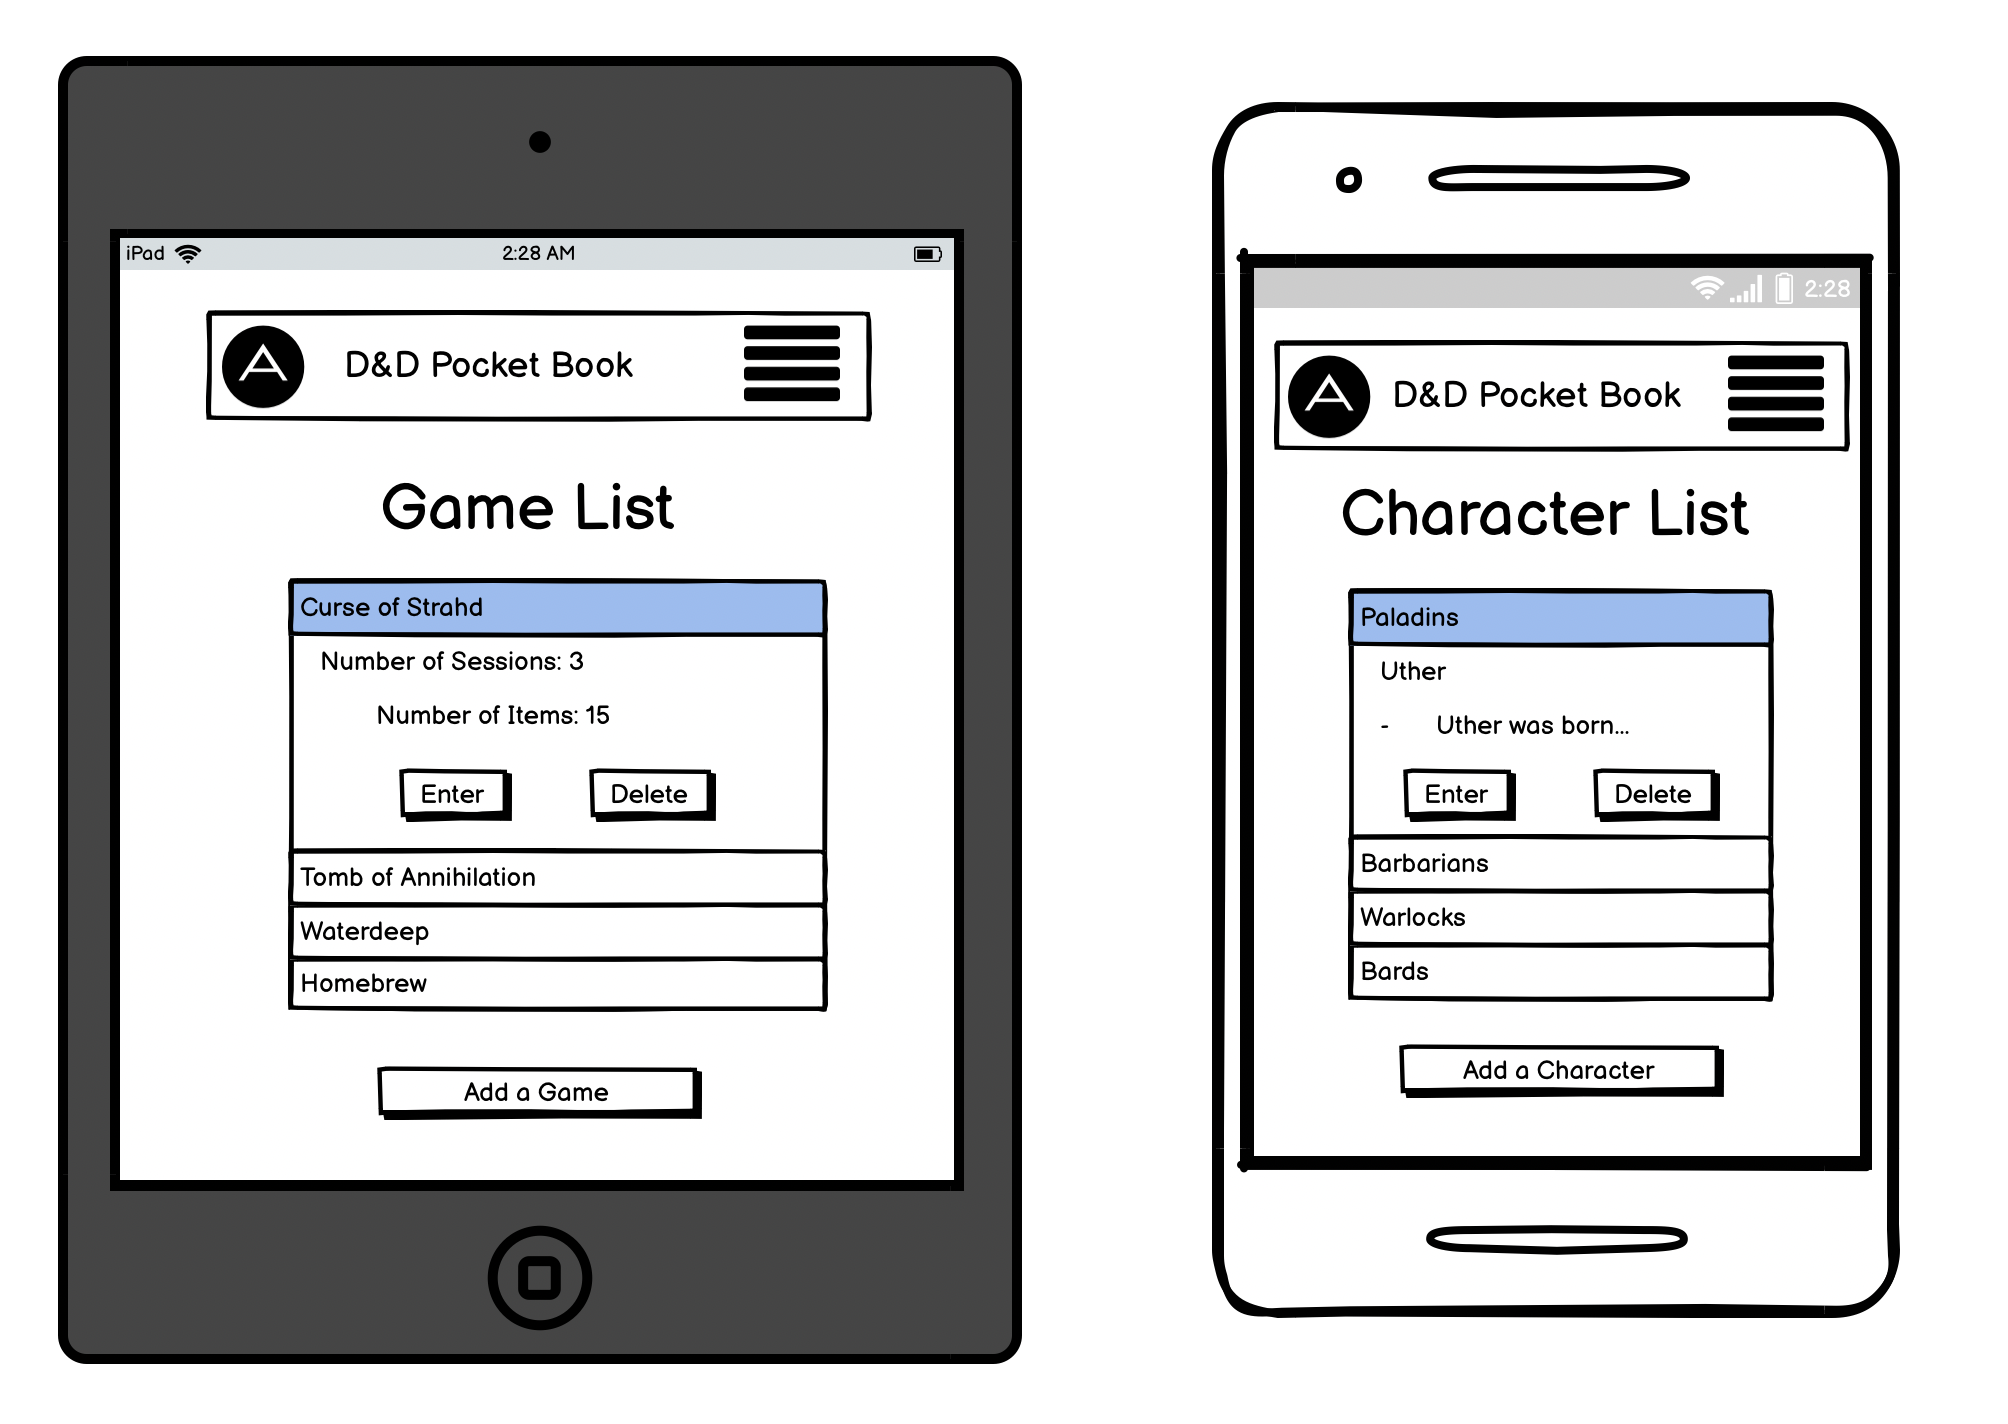 iPad 2:28 AM
A D&D Pocket Book
Game List
Curse of Strahd
Number of Sessions: 3
Number of Items: 15
Enter Delete
Tomb of Annihilation
Waterdeep
Homebrew
Add a Game
2:28
A D&D Pocket Book
Character List
Paladins
Uther
- Uther was born...
Enter Delete
Barbarians
Warlocks
Bards
Add a Character